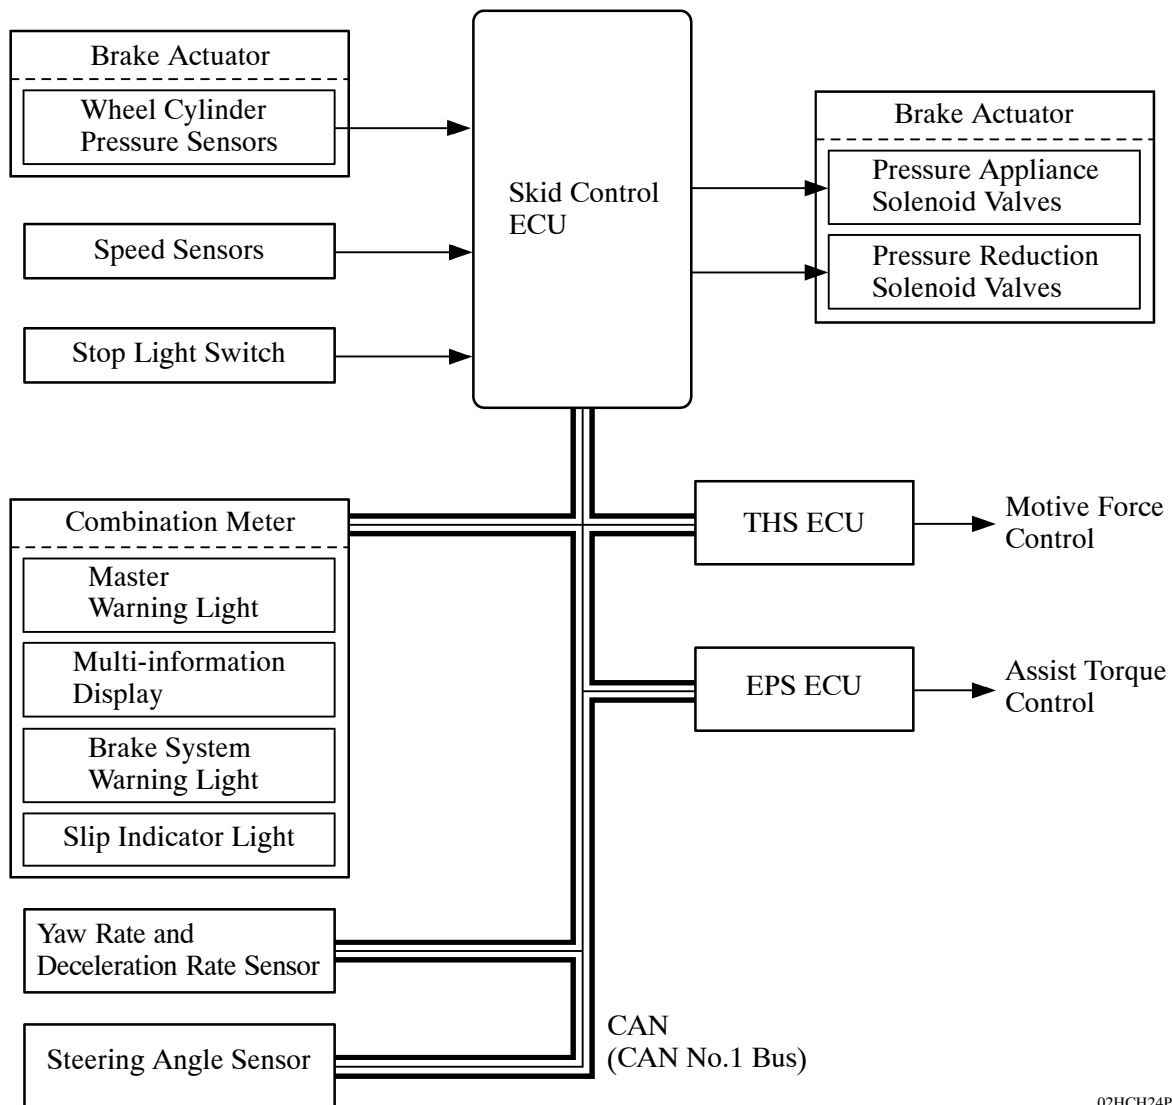 Brake Actuator
Wheel Cylinder
Pressure Sensors
Speed Sensors
Stop Light Switch
Skid Control
ECU
Brake Actuator
Pressure Appliance
Solenoid Valves
Pressure Reduction
Solenoid Valves
Combination Meter
Master
Warning Light
Multi-information
Display
Brake System
Warning Light
Slip Indicator Light
THS ECU
Motive Force
Control
EPS ECU
Assist Torque
Control
Yaw Rate and
Deceleration Rate Sensor
Steering Angle Sensor
CAN
(CAN No.1 Bus)
02HCH24P